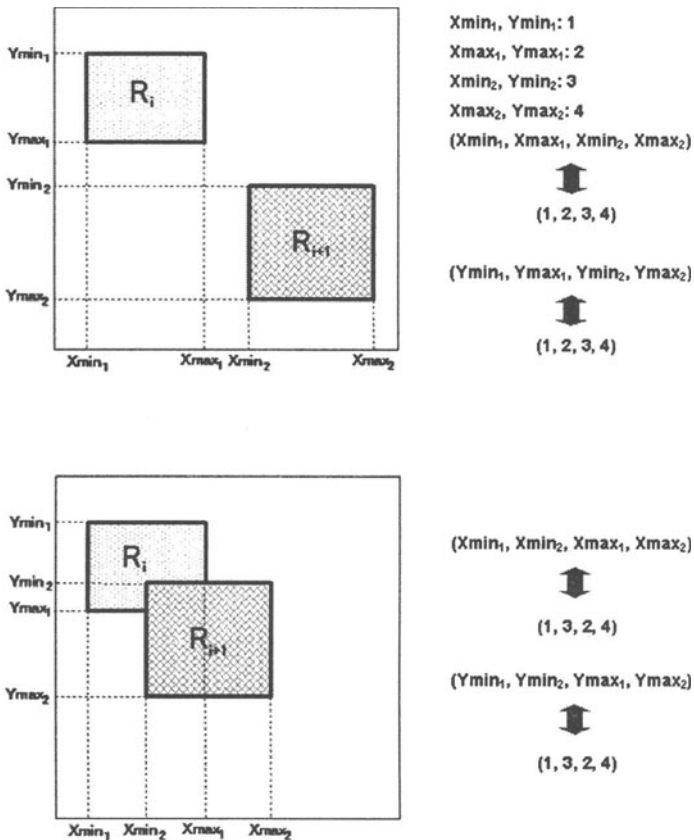 Ymin₁
Rᵢ
Ymax₁
Ymin₂
Rᵢ₊₁
Ymax₂
Xmin₁ Xmax₁ Xmin₂ Xmax₂
Xmin₁, Ymin₁: 1
Xmax₁, Ymax₁: 2
Xmin₂, Ymin₂: 3
Xmax₂, Ymax₂: 4
(Xmin₁, Xmax₁, Xmin₂, Xmax₂)
(1, 2, 3, 4)
(Ymin₁, Ymax₁, Ymin₂, Ymax₂)
(1, 2, 3, 4)
Ymin₁
Rᵢ
Ymin₂
Ymax₁
Rᵢ₊₁
Ymax₂
Xmin₁ Xmin₂ Xmax₁ Xmax₂
(Xmin₁, Xmin₂, Xmax₁, Xmax₂)
(1, 3, 2, 4)
(Ymin₁, Ymin₂, Ymax₁, Ymax₂)
(1, 3, 2, 4)